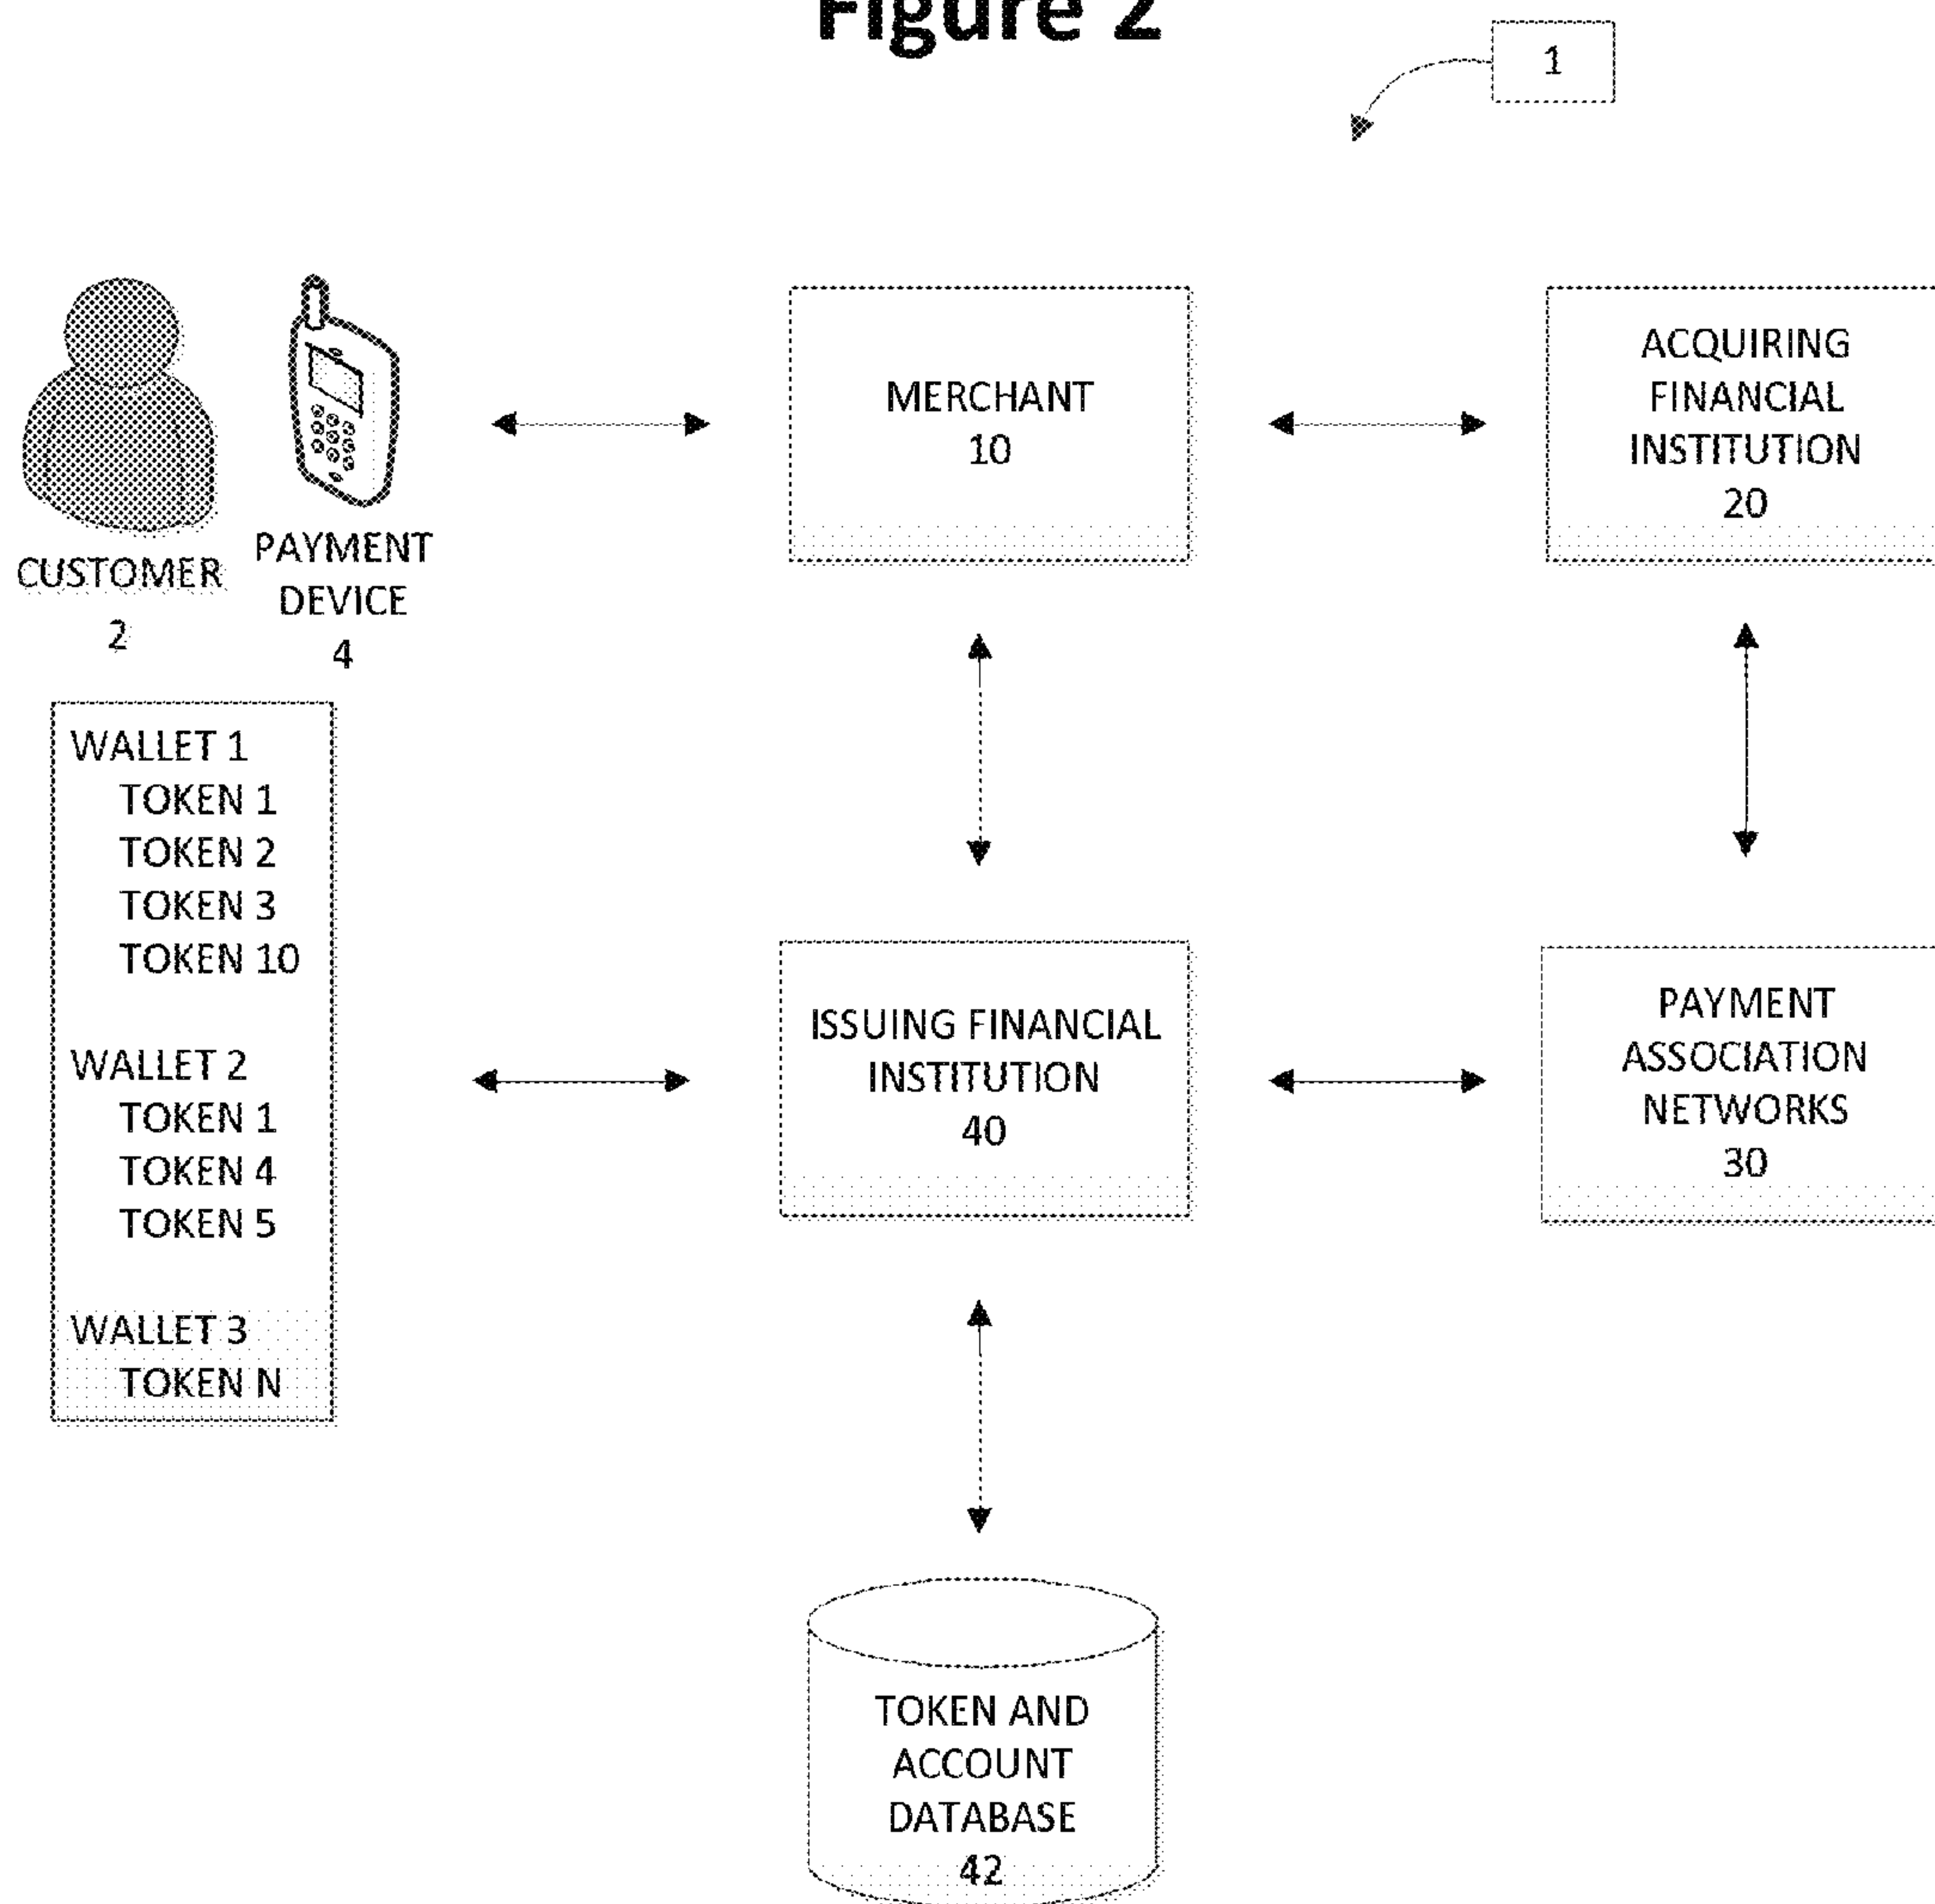 Figure 2
1
CUSTOMER
2
PAYMENT
DEVICE
4
MERCHANT
10
ACQUIRING
FINANCIAL
INSTITUTION
20
WALLET 1
TOKEN 1
TOKEN 2
TOKEN 3
TOKEN 10
WALLET 2
TOKEN 1
TOKEN 4
TOKEN 5
WALLET 3
TOKEN N
ISSUING FINANCIAL
INSTITUTION
40
PAYMENT
ASSOCIATION
NETWORKS
30
TOKEN AND
ACCOUNT
DATABASE
42